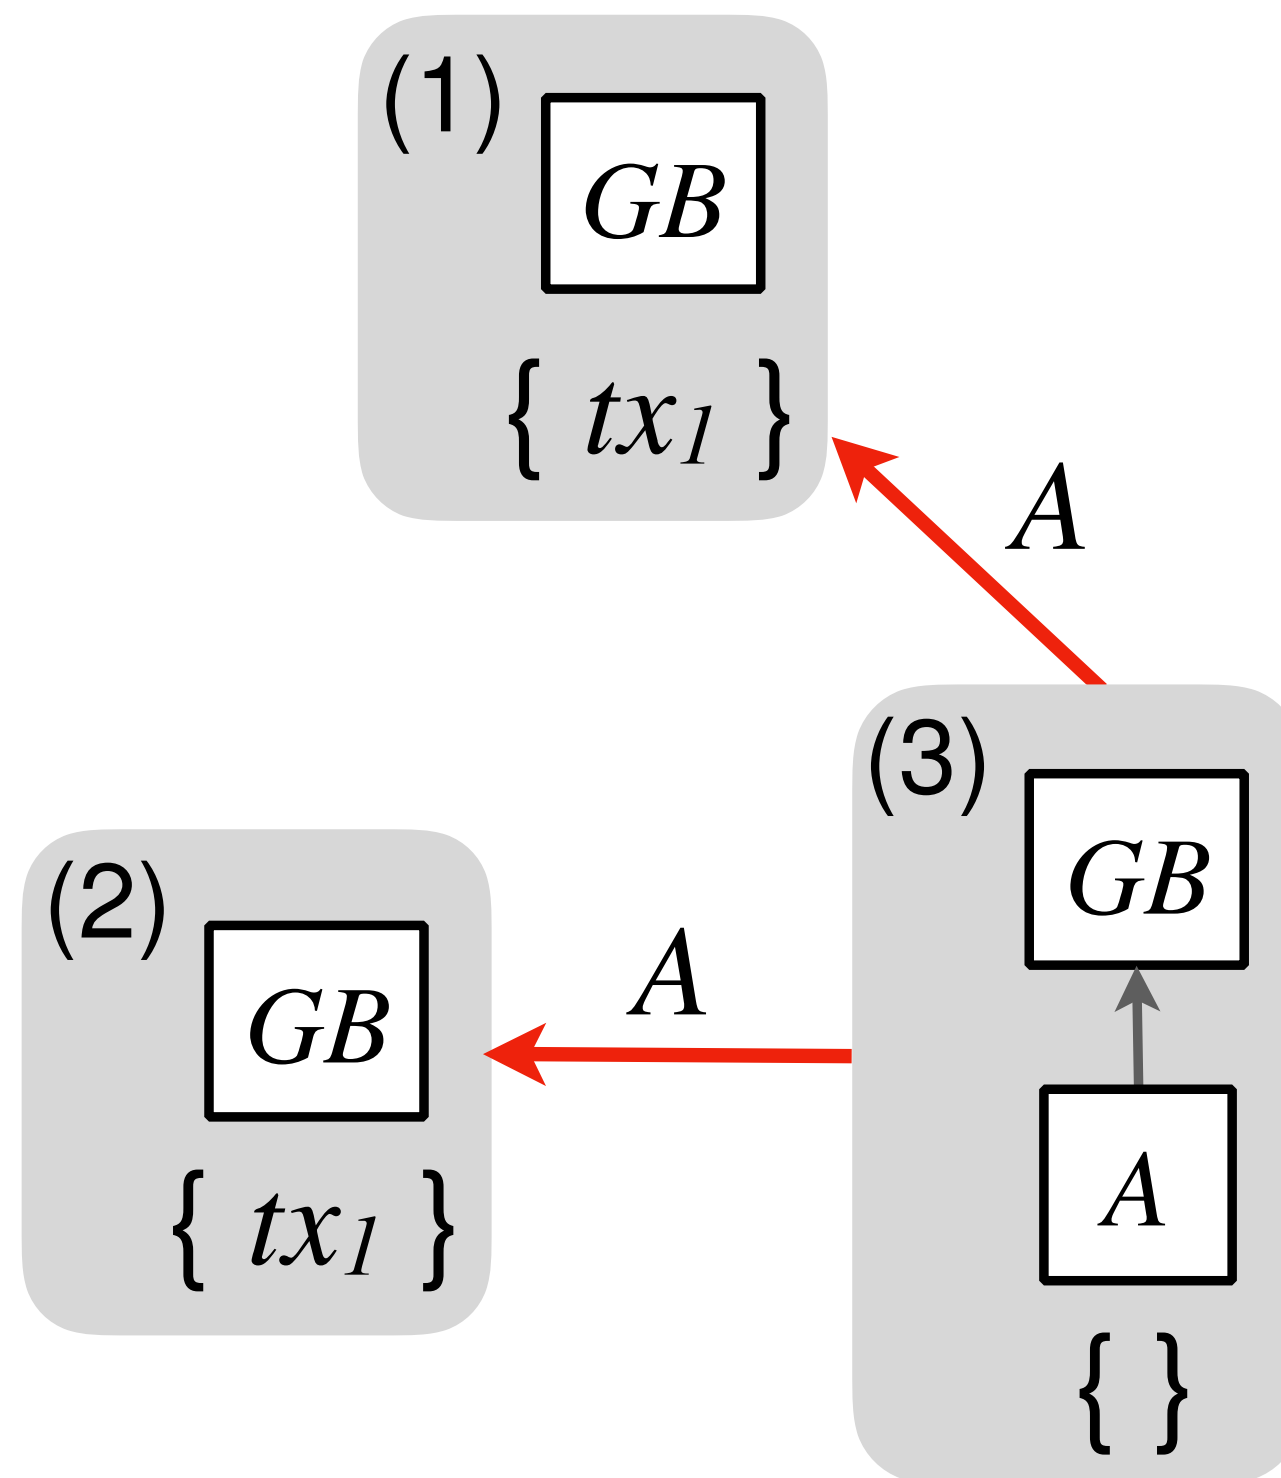 (1)
GB
{ tx₁ }
A
(3)
GB
(2)
A
GB
A
{ tx₁ }
{ }